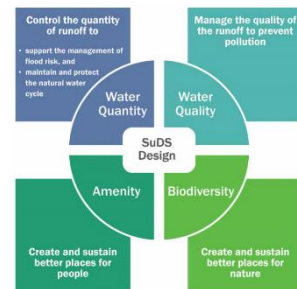 Control the quantity
of runoff to
• support the management of
flood risk, and
• maintain and protect
the natural water
cycle
Manage the quality of
the runoff to prevent
pollution
Water
Quantity
Water
Quality
SuDS
Design
Amenity
Biodiversity
Create and sustain
better places for
people
Create and sustain
better places for
nature